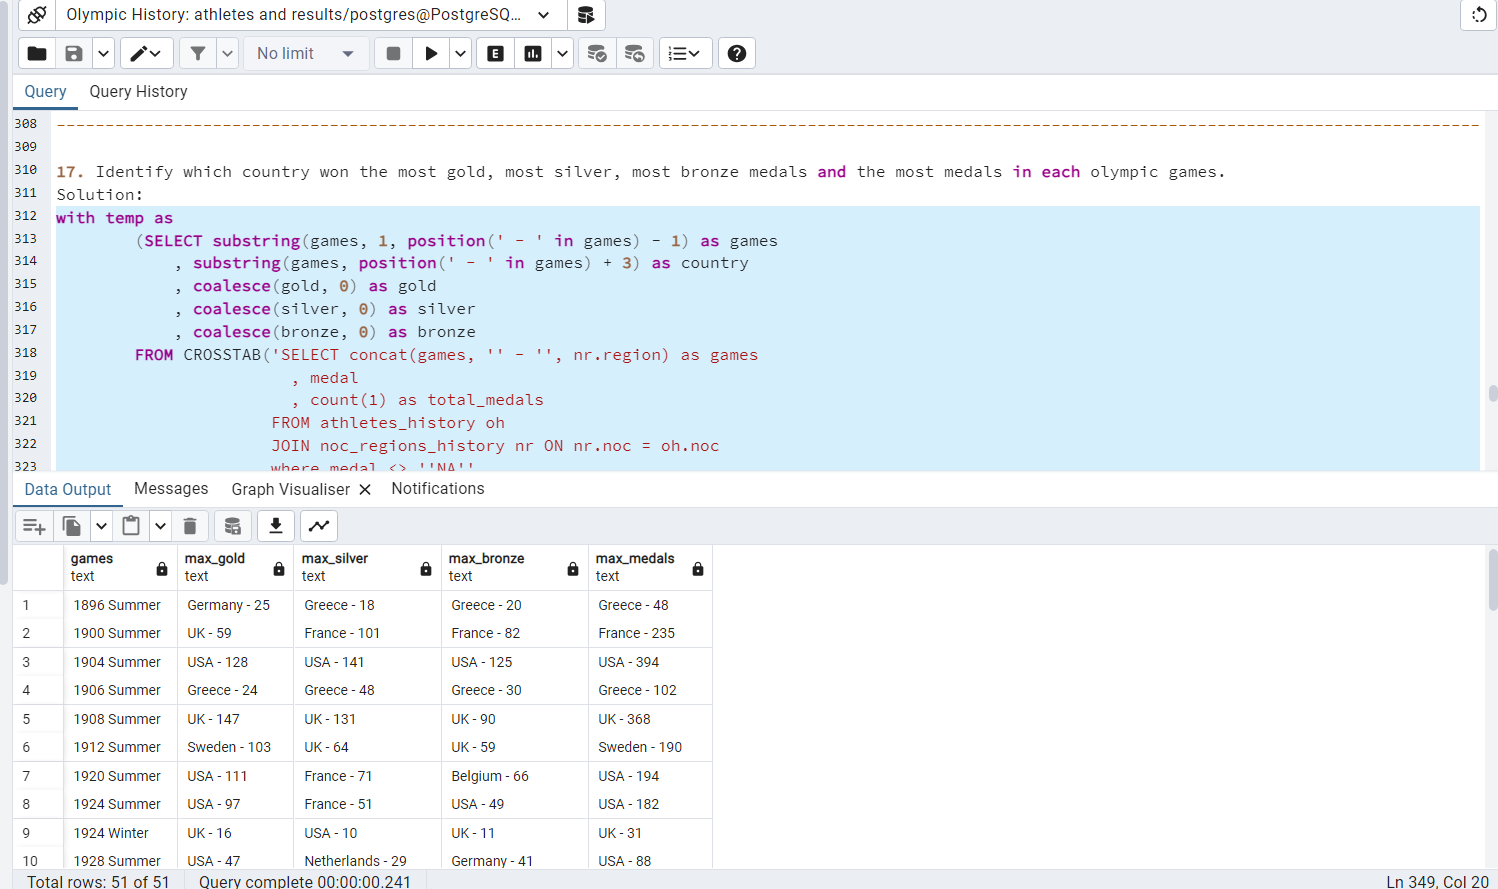 Olympic History: athletes and results/postgres@PostgreSQ...
No limit
E
Query Query History
308 --------------------------------------------------------------------------------------------------------------------------------------------------
309
310 17. Identify which country won the most gold, most silver, most bronze medals and the most medals in each olympic games.
311 Solution:
312 with temp as
313 (SELECT substring(games, 1, position(' - ' in games) - 1) as games
314 , substring(games, position(' - ' in games) + 3) as country
315 , coalesce(gold, 0) as gold
316 , coalesce(silver, 0) as silver
317 , coalesce(bronze, 0) as bronze
318 FROM CROSSTAB('SELECT concat(games, '' - '', nr.region) as games
319 , medal
320 , count(1) as total_medals
321 FROM athletes_history oh
322 JOIN noc_regions_history nr ON nr.noc = oh.noc
323 where medal <> ''NA''
Data Output Messages Graph Visualiser Notifications
games max_gold max_silver max_bronze max_medals
text text text text text
1 1896 Summer Germany - 25 Greece - 18 Greece - 20 Greece - 48
2 1900 Summer UK - 59 France - 101 France - 82 France - 235
3 1904 Summer USA - 128 USA - 141 USA - 125 USA - 394
4 1906 Summer Greece - 24 Greece - 48 Greece - 30 Greece - 102
5 1908 Summer UK - 147 UK - 131 UK - 90 UK - 368
6 1912 Summer Sweden - 103 UK - 64 UK - 59 Sweden - 190
7 1920 Summer USA - 111 France - 71 Belgium - 66 USA - 194
8 1924 Summer USA - 97 France - 51 USA - 49 USA - 182
9 1924 Winter UK - 16 USA - 10 UK - 11 UK - 31
10 1928 Summer USA - 47 Netherlands - 29 Germany - 41 USA - 88
Total rows: 51 of 51 Query complete 00:00:00.241 Ln 349, Col 20